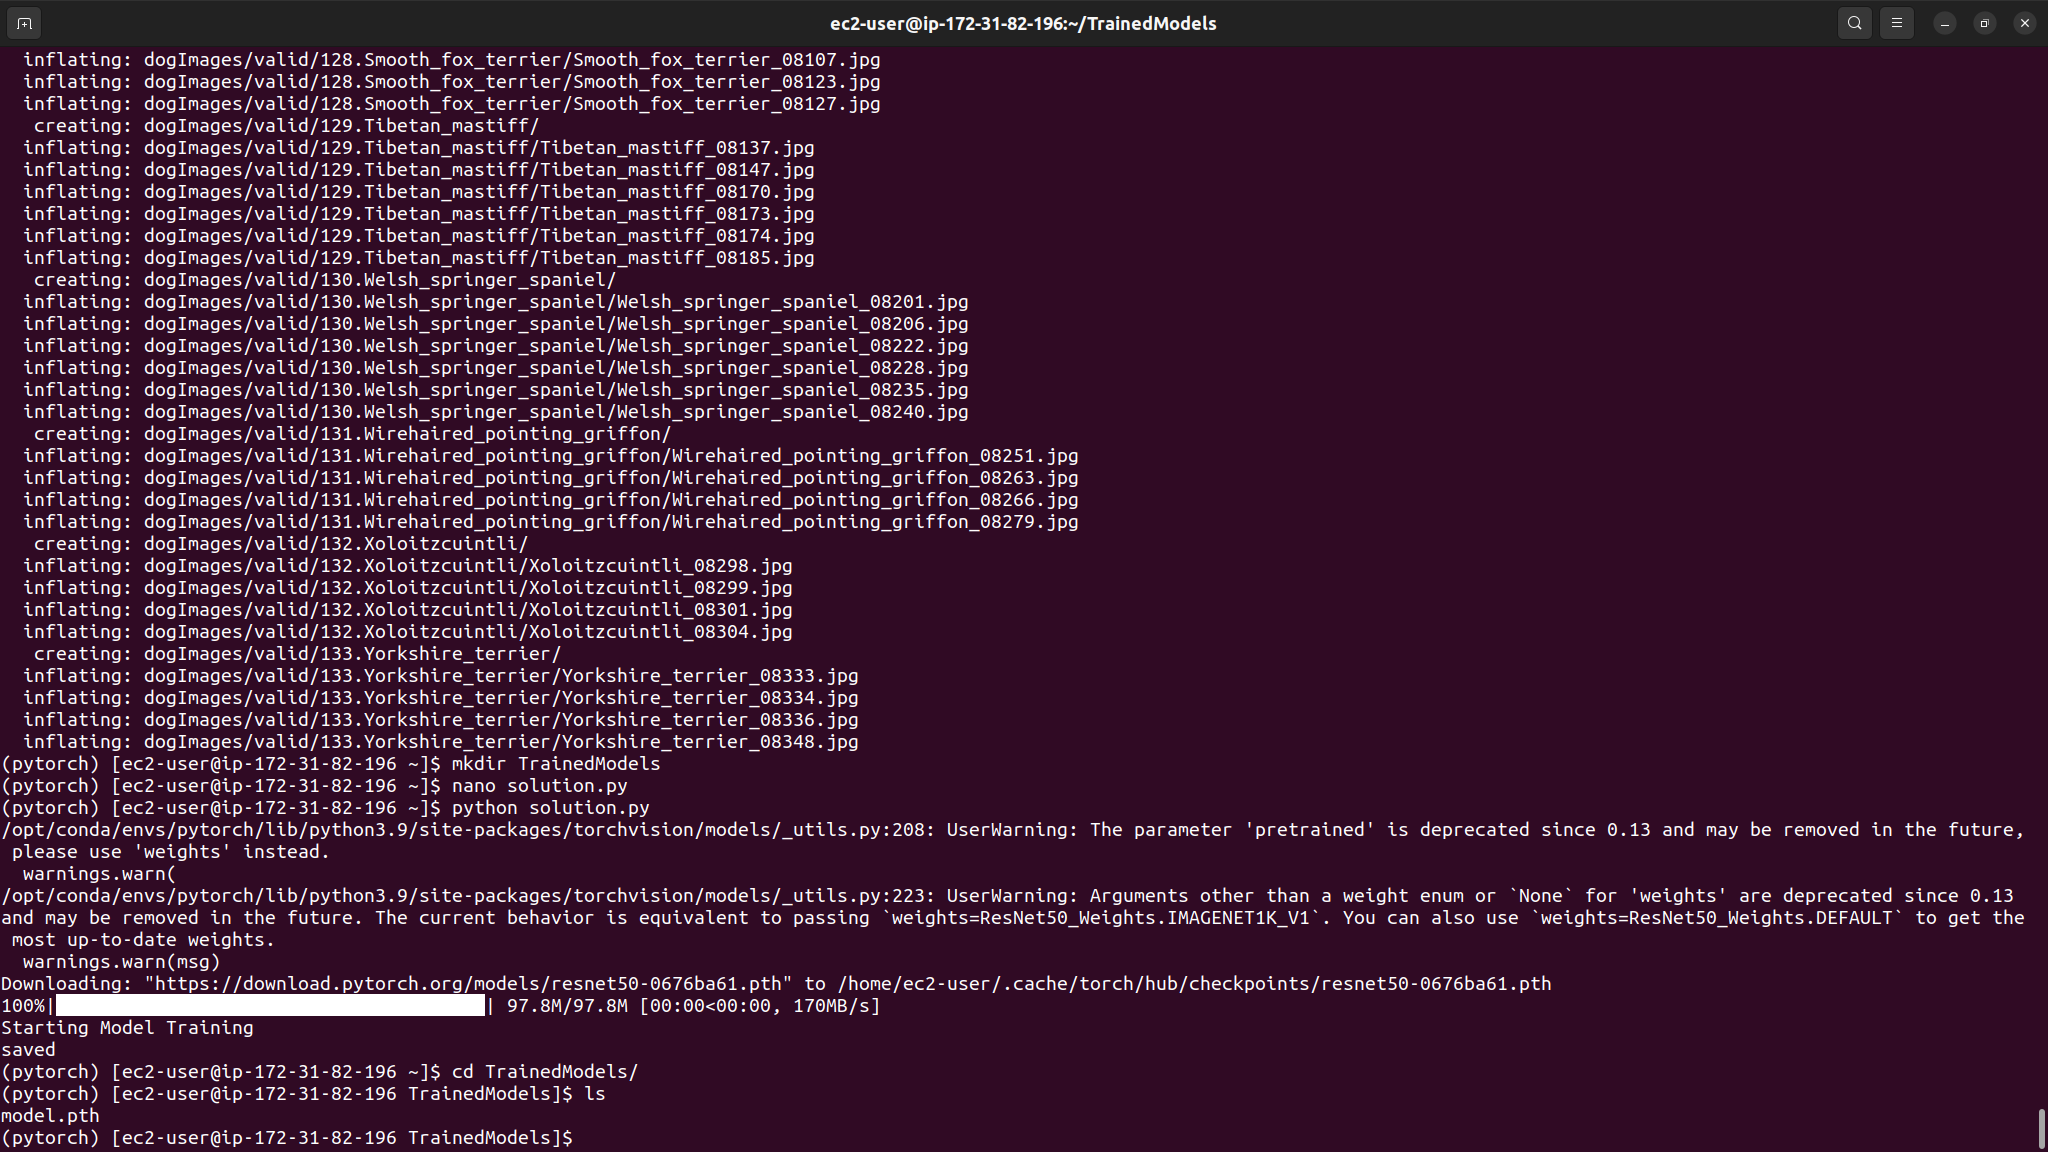 ec2-user@ip-172-31-82-196:~/TrainedModels
  inflating: dogImages/valid/128.Smooth_fox_terrier/Smooth_fox_terrier_08107.jpg
  inflating: dogImages/valid/128.Smooth_fox_terrier/Smooth_fox_terrier_08123.jpg
  inflating: dogImages/valid/128.Smooth_fox_terrier/Smooth_fox_terrier_08127.jpg
   creating: dogImages/valid/129.Tibetan_mastiff/
  inflating: dogImages/valid/129.Tibetan_mastiff/Tibetan_mastiff_08137.jpg
  inflating: dogImages/valid/129.Tibetan_mastiff/Tibetan_mastiff_08147.jpg
  inflating: dogImages/valid/129.Tibetan_mastiff/Tibetan_mastiff_08170.jpg
  inflating: dogImages/valid/129.Tibetan_mastiff/Tibetan_mastiff_08173.jpg
  inflating: dogImages/valid/129.Tibetan_mastiff/Tibetan_mastiff_08174.jpg
  inflating: dogImages/valid/129.Tibetan_mastiff/Tibetan_mastiff_08185.jpg
   creating: dogImages/valid/130.Welsh_springer_spaniel/
  inflating: dogImages/valid/130.Welsh_springer_spaniel/Welsh_springer_spaniel_08201.jpg
  inflating: dogImages/valid/130.Welsh_springer_spaniel/Welsh_springer_spaniel_08206.jpg
  inflating: dogImages/valid/130.Welsh_springer_spaniel/Welsh_springer_spaniel_08222.jpg
  inflating: dogImages/valid/130.Welsh_springer_spaniel/Welsh_springer_spaniel_08228.jpg
  inflating: dogImages/valid/130.Welsh_springer_spaniel/Welsh_springer_spaniel_08235.jpg
  inflating: dogImages/valid/130.Welsh_springer_spaniel/Welsh_springer_spaniel_08240.jpg
   creating: dogImages/valid/131.Wirehaired_pointing_griffon/
  inflating: dogImages/valid/131.Wirehaired_pointing_griffon/Wirehaired_pointing_griffon_08251.jpg
  inflating: dogImages/valid/131.Wirehaired_pointing_griffon/Wirehaired_pointing_griffon_08263.jpg
  inflating: dogImages/valid/131.Wirehaired_pointing_griffon/Wirehaired_pointing_griffon_08266.jpg
  inflating: dogImages/valid/131.Wirehaired_pointing_griffon/Wirehaired_pointing_griffon_08279.jpg
   creating: dogImages/valid/132.Xoloitzcuintli/
  inflating: dogImages/valid/132.Xoloitzcuintli/Xoloitzcuintli_08298.jpg
  inflating: dogImages/valid/132.Xoloitzcuintli/Xoloitzcuintli_08299.jpg
  inflating: dogImages/valid/132.Xoloitzcuintli/Xoloitzcuintli_08301.jpg
  inflating: dogImages/valid/132.Xoloitzcuintli/Xoloitzcuintli_08304.jpg
   creating: dogImages/valid/133.Yorkshire_terrier/
  inflating: dogImages/valid/133.Yorkshire_terrier/Yorkshire_terrier_08333.jpg
  inflating: dogImages/valid/133.Yorkshire_terrier/Yorkshire_terrier_08334.jpg
  inflating: dogImages/valid/133.Yorkshire_terrier/Yorkshire_terrier_08336.jpg
  inflating: dogImages/valid/133.Yorkshire_terrier/Yorkshire_terrier_08348.jpg
(pytorch) [ec2-user@ip-172-31-82-196 ~]$ mkdir TrainedModels
(pytorch) [ec2-user@ip-172-31-82-196 ~]$ nano solution.py
(pytorch) [ec2-user@ip-172-31-82-196 ~]$ python solution.py
/opt/conda/envs/pytorch/lib/python3.9/site-packages/torchvision/models/_utils.py:208: UserWarning: The parameter 'pretrained' is deprecated since 0.13 and may be removed in the future,
 please use 'weights' instead.
  warnings.warn(
/opt/conda/envs/pytorch/lib/python3.9/site-packages/torchvision/models/_utils.py:223: UserWarning: Arguments other than a weight enum or `None` for 'weights' are deprecated since 0.13
and may be removed in the future. The current behavior is equivalent to passing `weights=ResNet50_Weights.IMAGENET1K_V1`. You can also use `weights=ResNet50_Weights.DEFAULT` to get the
 most up-to-date weights.
  warnings.warn(msg)
Downloading: "https://download.pytorch.org/models/resnet50-0676ba61.pth" to /home/ec2-user/.cache/torch/hub/checkpoints/resnet50-0676ba61.pth
100%| | 97.8M/97.8M [00:00<00:00, 170MB/s]
Starting Model Training
saved
(pytorch) [ec2-user@ip-172-31-82-196 ~]$ cd TrainedModels/
(pytorch) [ec2-user@ip-172-31-82-196 TrainedModels]$ ls
model.pth
(pytorch) [ec2-user@ip-172-31-82-196 TrainedModels]$